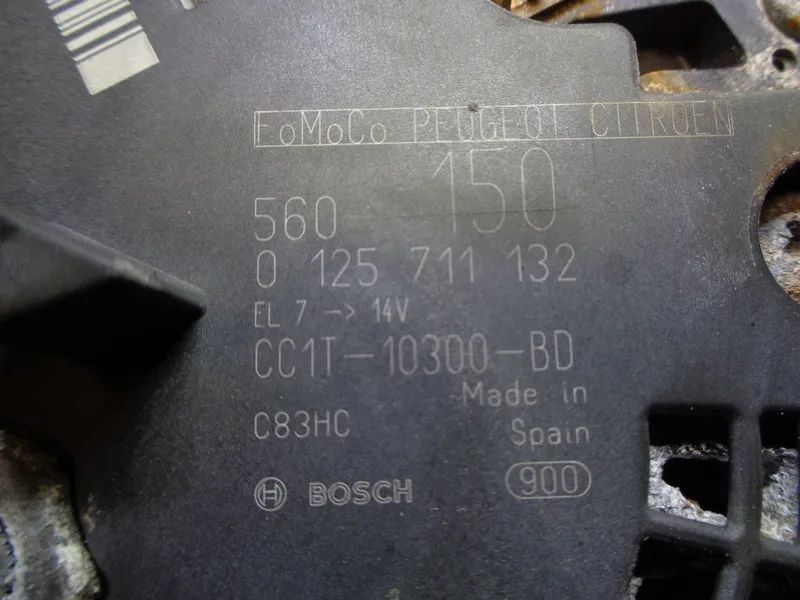 FoMoCo PEUGEOT CITROEN
560 150
0 125 711 132
EL 7 -> 14V
CC1T-10300-BD
Made in
C83HC Spain
BOSCH 900